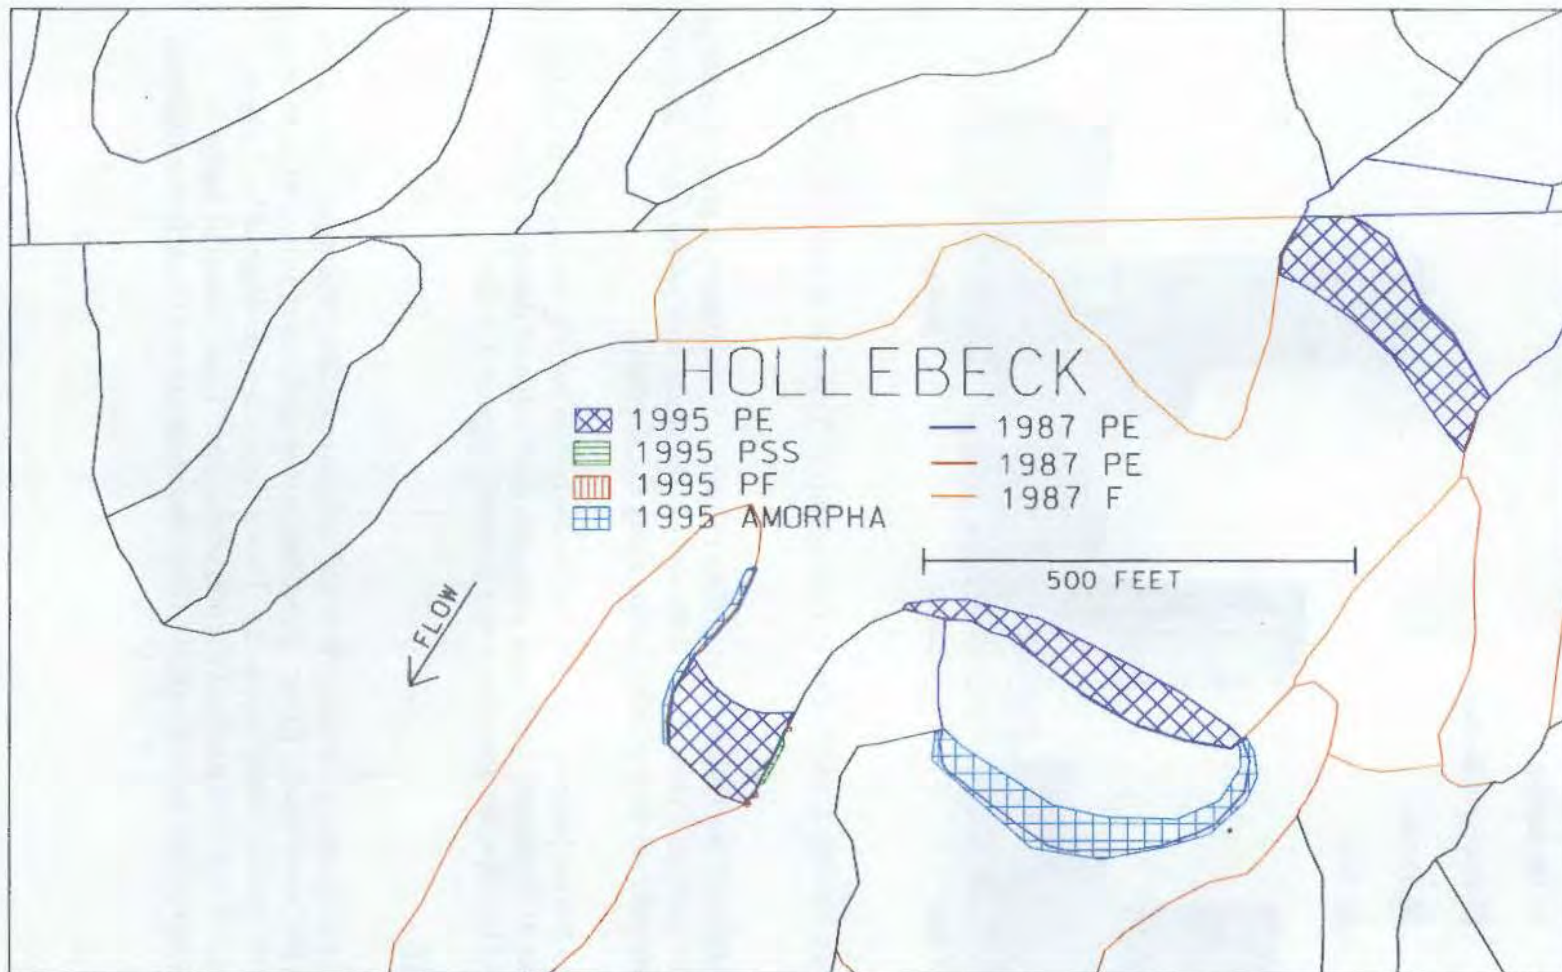 HOLLEBECK
1995 PE
1995 PSS
1995 PF
1995 AMORPHA
1987 PE
1987 PE
1987 F
500 FEET
FLOW